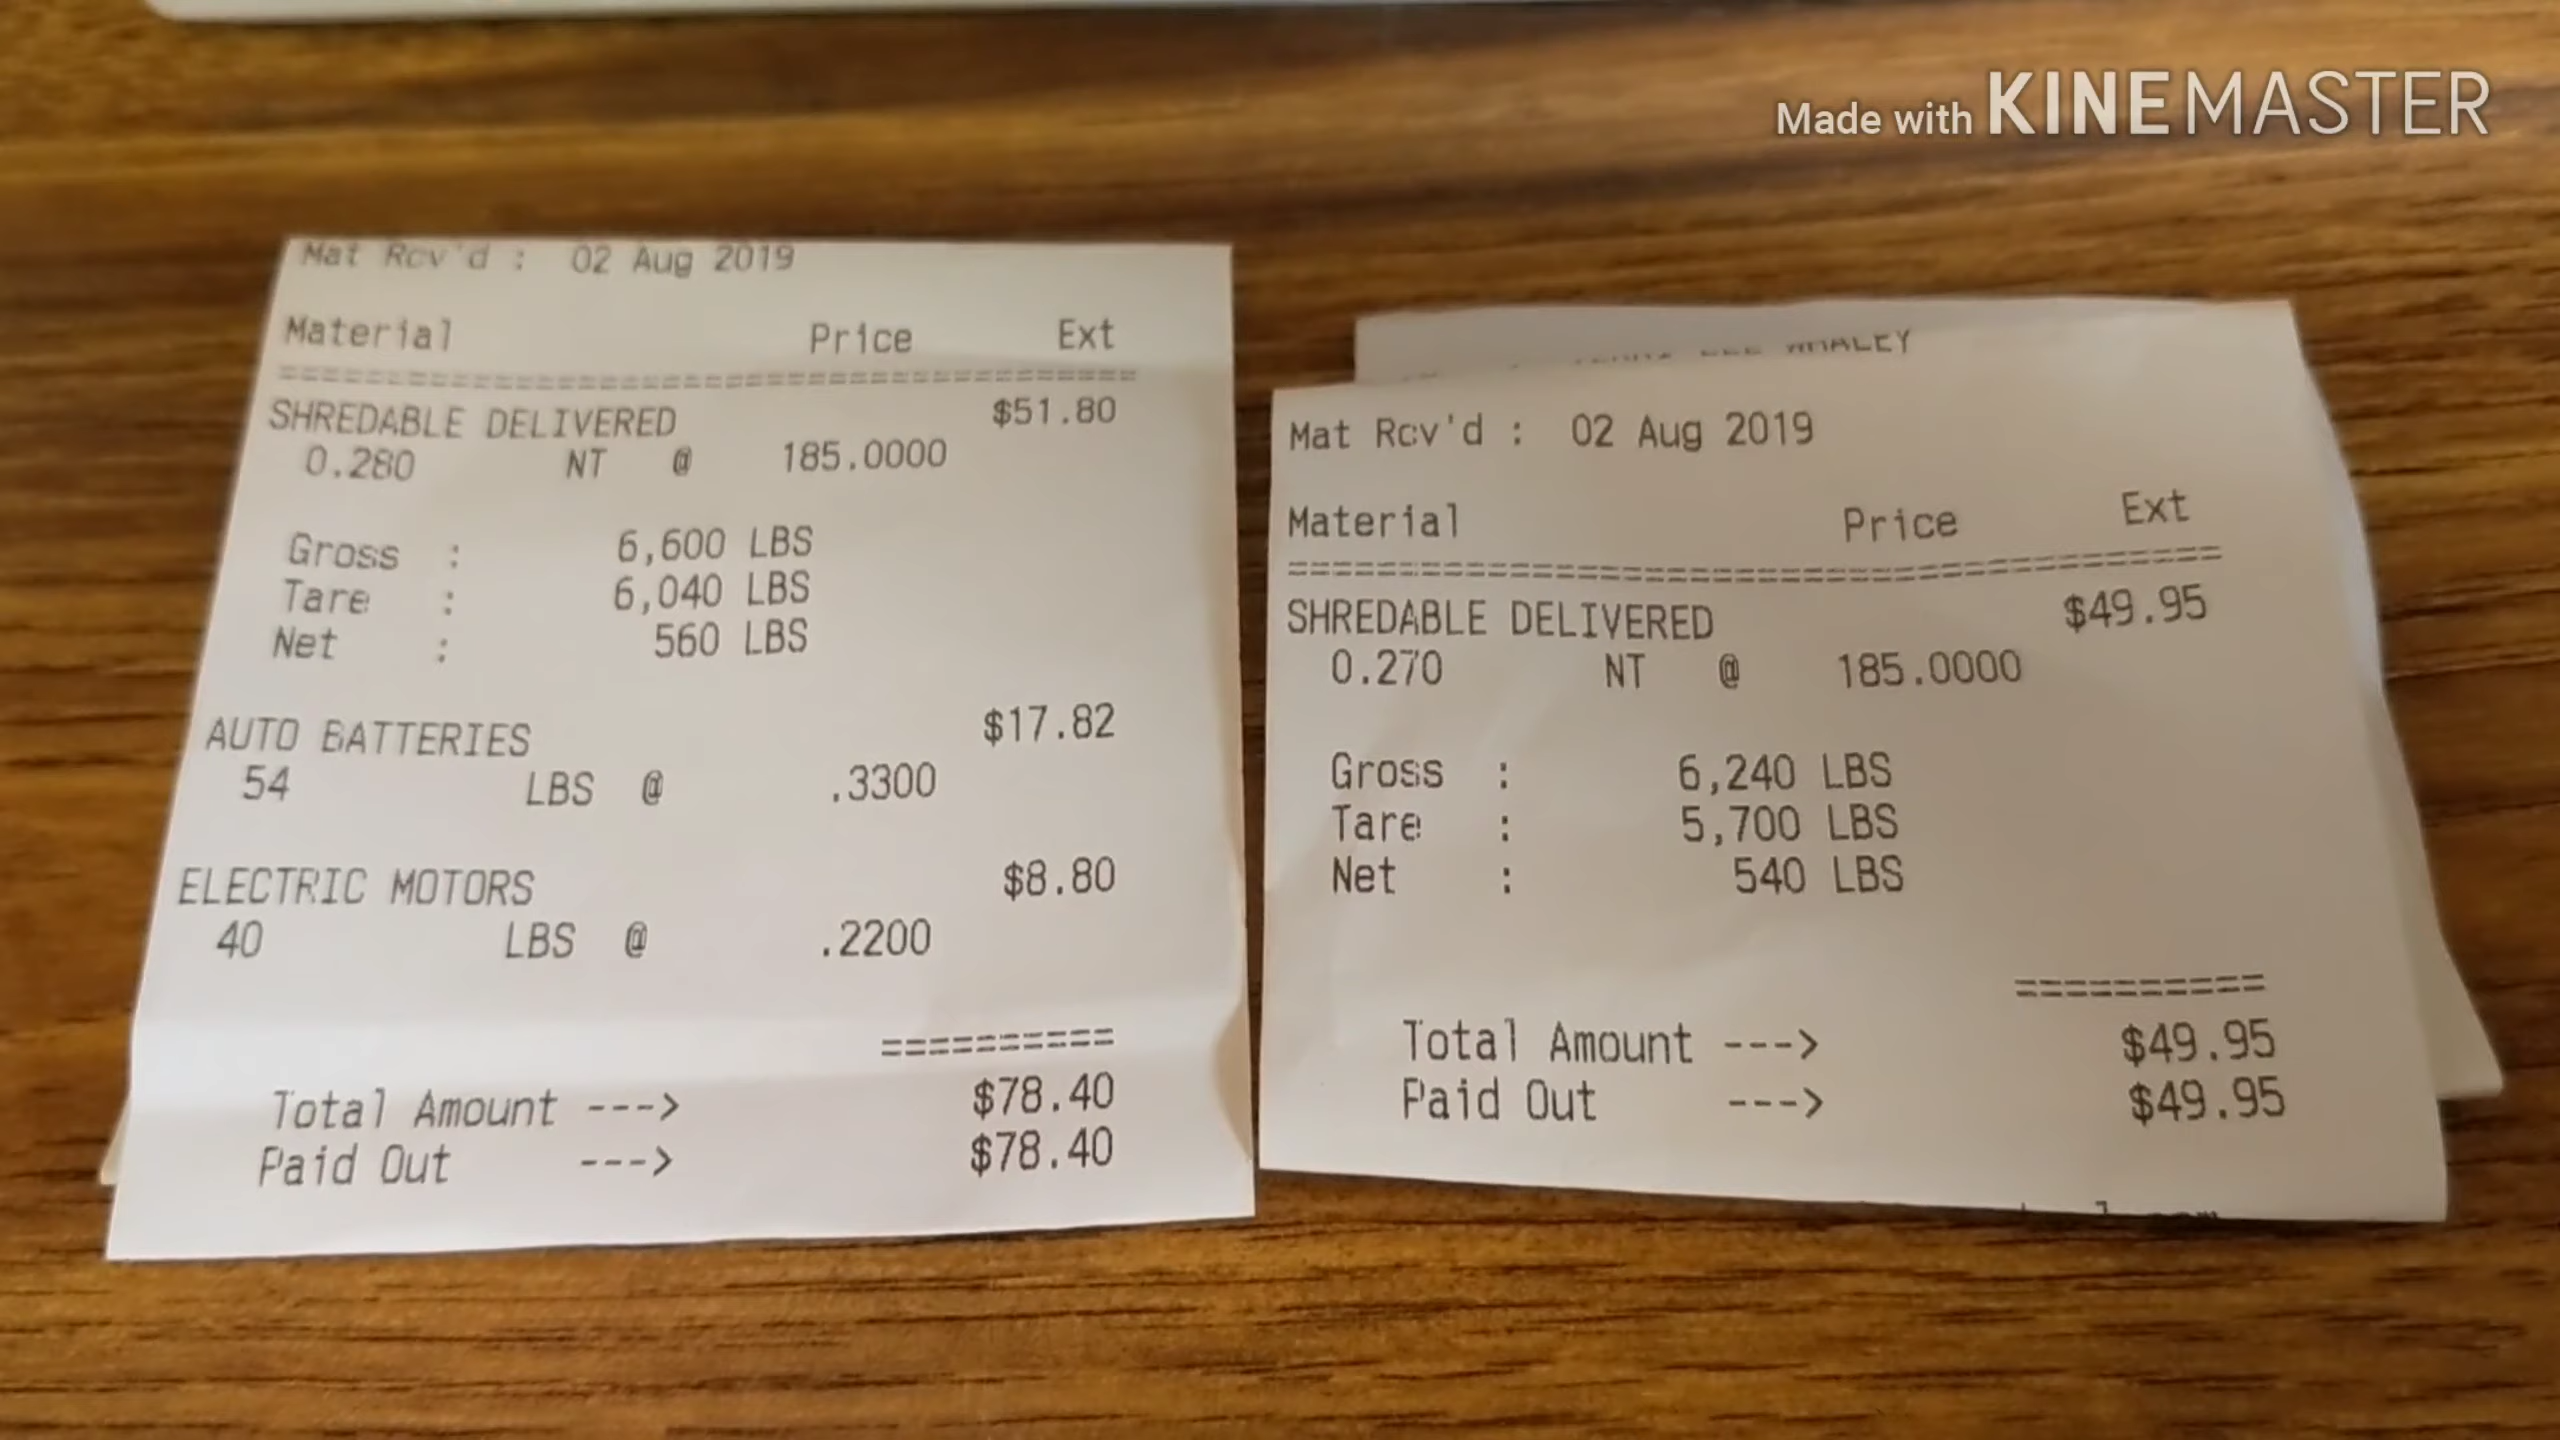 Made with KINEMASTER
Mat Rcv'd : 02 Aug 2019
Material Price Ext
=====================================
SHREDABLE DELIVERED $51.80
0.280 NT @ 185.0000
Gross : 6,600 LBS
Tare : 6,040 LBS
Net : 560 LBS
AUTO BATTERIES $17.82
54 LBS @ .3300
ELECTRIC MOTORS $8.80
40 LBS @ .2200
==========
Total Amount ---> $78.40
Paid Out ---> $78.40
WHALEY
Mat Rcv'd : 02 Aug 2019
Material Price Ext
=====================================
SHREDABLE DELIVERED $49.95
0.270 NT @ 185.0000
Gross : 6,240 LBS
Tare : 5,700 LBS
Net : 540 LBS
==========
Total Amount ---> $49.95
Paid Out ---> $49.95